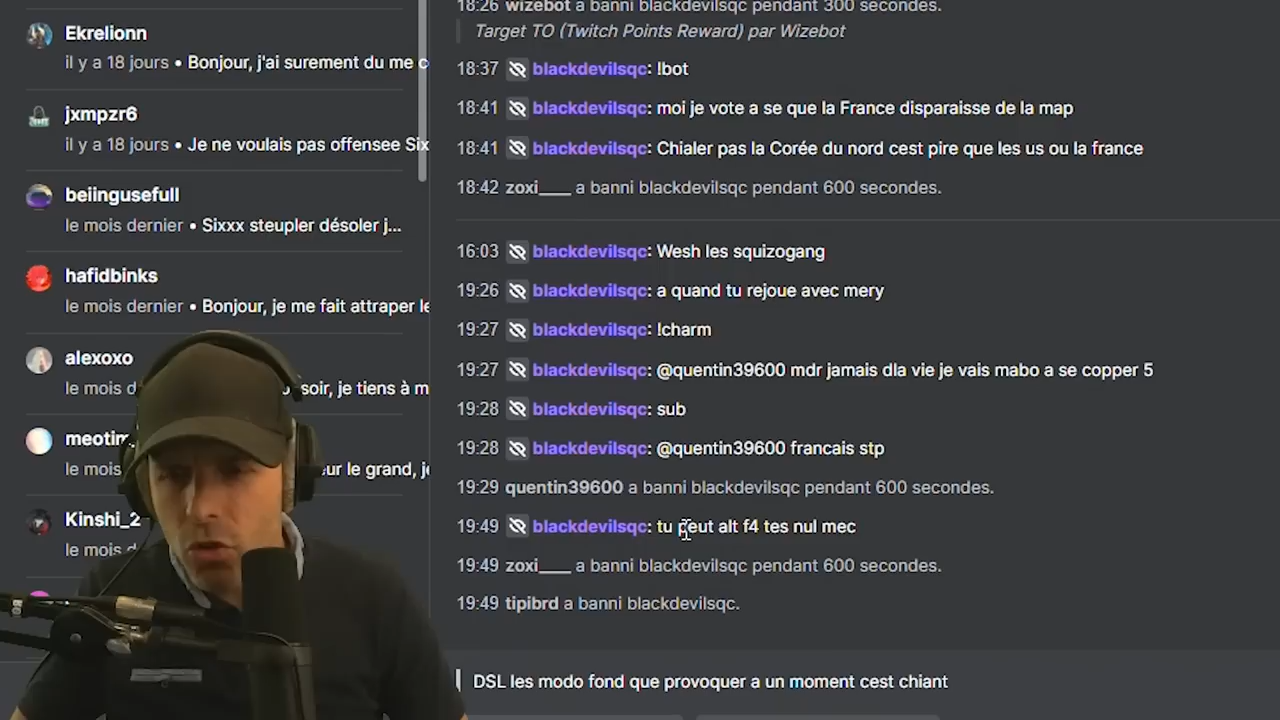 Ekrelionn
il y a 18 jours • Bonjour, j'ai surement du me c
jxmpzr6
il y a 18 jours • Je ne voulais pas offensee Six
beiingusefull
le mois dernier • Sixxx steupler désoler j...
hafidbinks
le mois dernier • Bonjour, je me fait attraper le
alexoxo
le mois d soir, je tiens à m
meotim
le mois eur le grand, je
Kinshi_2
le mois d
18:26 wizebot a banni blackdevilsqc pendant 300 secondes.
Target TO (Twitch Points Reward) par Wizebot
18:37 blackdevilsqc: !bot
18:41 blackdevilsqc: moi je vote a se que la France disparaisse de la map
18:41 blackdevilsqc: Chialer pas la Corée du nord cest pire que les us ou la france
18:42 zoxi____ a banni blackdevilsqc pendant 600 secondes.
16:03 blackdevilsqc: Wesh les squizogang
19:26 blackdevilsqc: a quand tu rejoue avec mery
19:27 blackdevilsqc: !charm
19:27 blackdevilsqc: @quentin39600 mdr jamais dla vie je vais mabo a se copper 5
19:28 blackdevilsqc: sub
19:28 blackdevilsqc: @quentin39600 francais stp
19:29 quentin39600 a banni blackdevilsqc pendant 600 secondes.
19:49 blackdevilsqc: tu peut alt f4 tes nul mec
19:49 zoxi____ a banni blackdevilsqc pendant 600 secondes.
19:49 tipibrd a banni blackdevilsqc.
DSL les modo fond que provoquer a un moment cest chiant